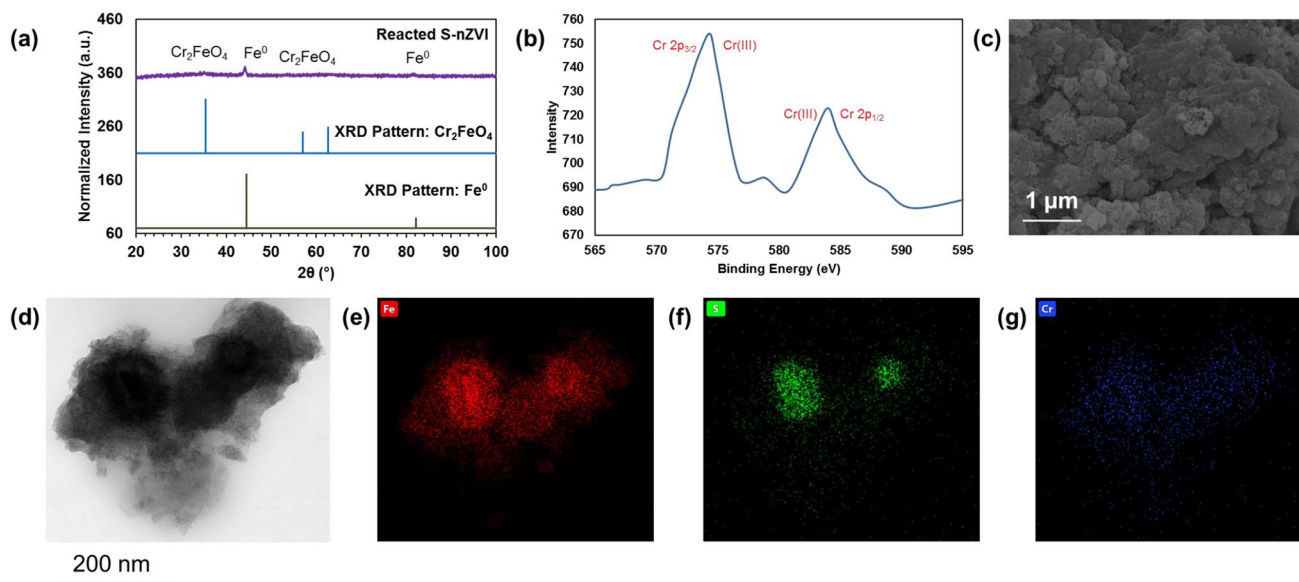 (a)
460
360
260
160
60
Normalized Intensity (a.u.)
Reacted S-nZVI
Cr₂FeO₄
Fe⁰
Cr₂FeO₄
Fe⁰
XRD Pattern: Cr₂FeO₄
XRD Pattern: Fe⁰
20 30 40 50 60 70 80 90 100
2θ (°)
(b)
760
750
740
730
720
710
700
690
680
670
Intensity
Cr 2p₃/₂ Cr(III)
Cr(III) Cr 2p₁/₂
565 570 575 580 585 590 595
Binding Energy (eV)
(c)
1 µm
(d)
200 nm
(e)
Fe
(f)
S
(g)
Cr